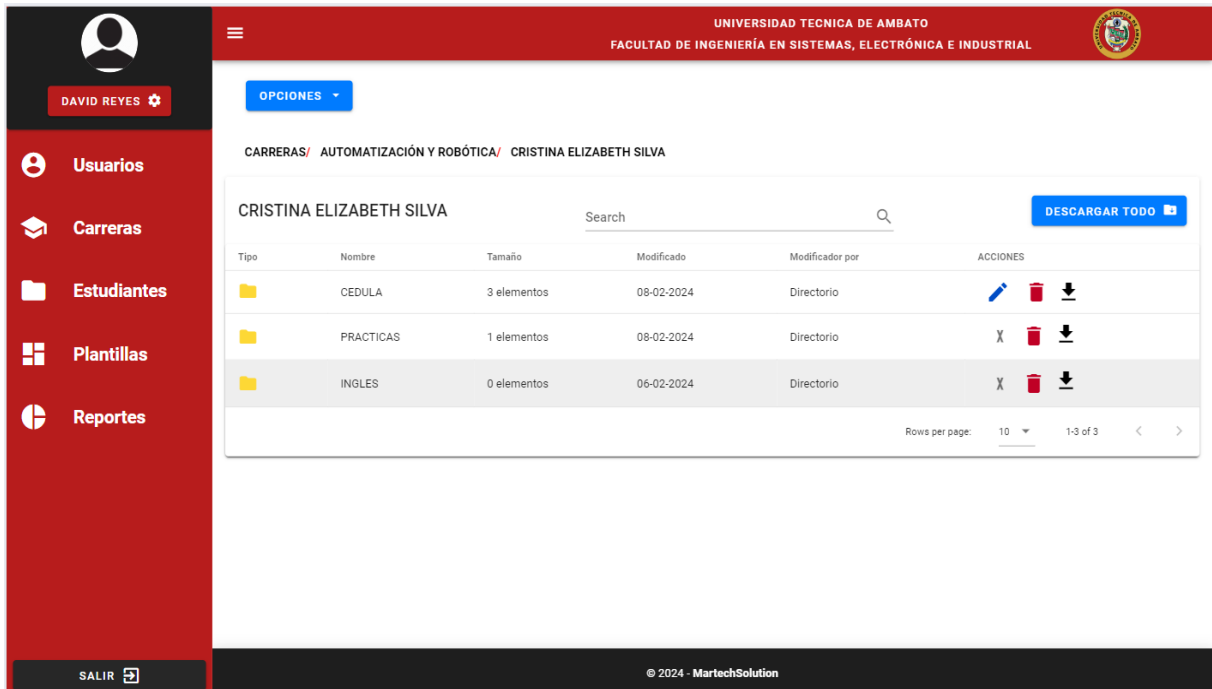 UNIVERSIDAD TECNICA DE AMBATO
FACULTAD DE INGENIERÍA EN SISTEMAS, ELECTRÓNICA E INDUSTRIAL
DAVID REYES
Usuarios
Carreras
Estudiantes
Plantillas
Reportes
SALIR
OPCIONES
CARRERAS/ AUTOMATIZACIÓN Y ROBÓTICA/ CRISTINA ELIZABETH SILVA
CRISTINA ELIZABETH SILVA Search DESCARGAR TODO
Tipo Nombre Tamaño Modificado Modificador por ACCIONES
CEDULA 3 elementos 08-02-2024 Directorio
PRACTICAS 1 elementos 08-02-2024 Directorio X
INGLES 0 elementos 06-02-2024 Directorio X
Rows per page: 10 1-3 of 3
© 2024 - MartechSolution